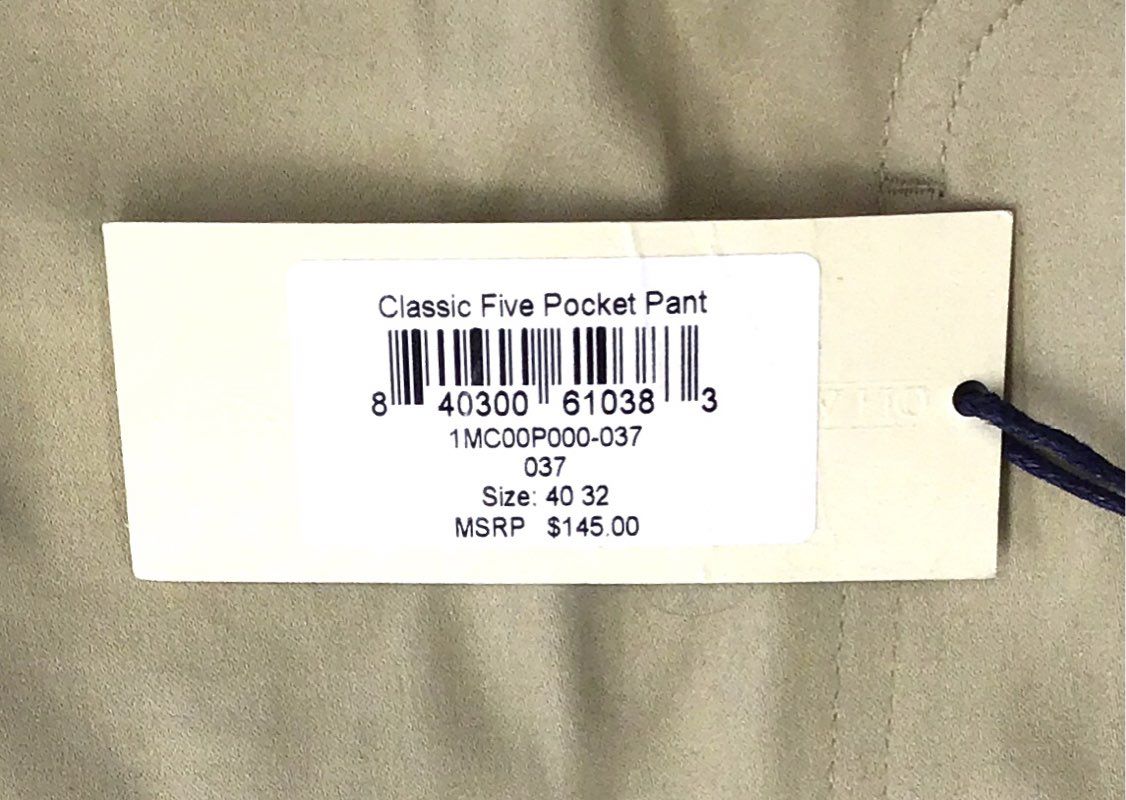 Classic Five Pocket Pant
8 40300 61038 3
1MC00P000-037
037
Size: 40 32
MSRP $145.00